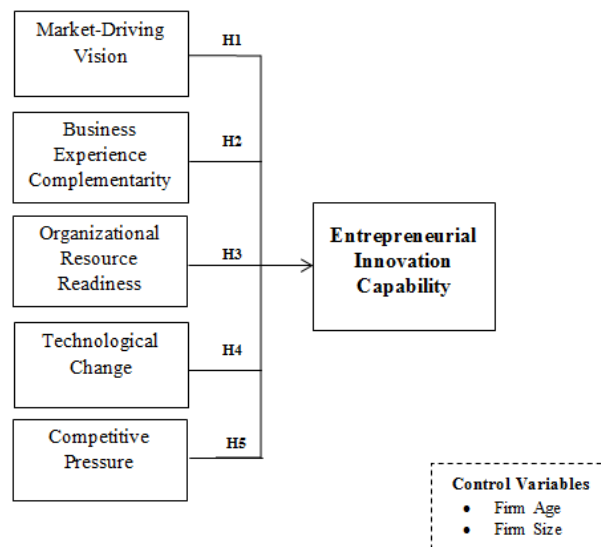 Market-Driving
Vision
H1
Business
Experience
Complementarity
H2
Organizational
Resource
Readiness
H3
Technological
Change
H4
Competitive
Pressure
H5
Entrepreneurial
Innovation
Capability
Control Variables
• Firm Age
• Firm Size